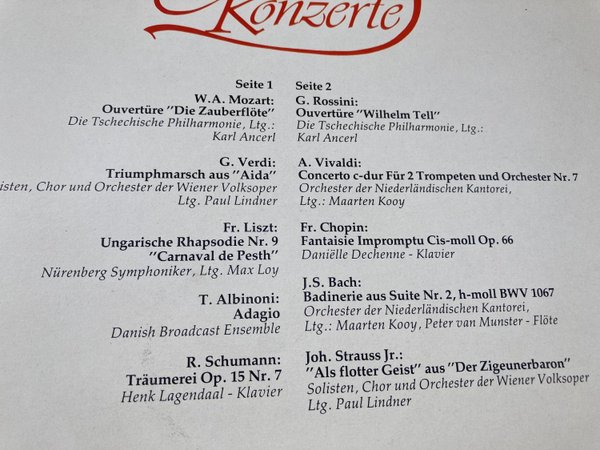 Konzerte
Seite 1
W.A. Mozart:
Ouvertüre "Die Zauberflöte"
Die Tschechische Philharmonie, Ltg.:
Karl Ancerl
G. Verdi:
Triumphmarsch aus "Aida"
listen, Chor und Orchester der Wiener Volksoper
Ltg. Paul Lindner
Fr. Liszt:
Ungarische Rhapsodie Nr. 9
"Carnaval de Pesth"
Nürenberg Symphoniker, Ltg. Max Loy
T. Albinoni:
Adagio
Danish Broadcast Ensemble
R. Schumann:
Träumerei Op. 15 Nr. 7
Henk Lagendaal - Klavier
Seite 2
G. Rossini:
Ouvertüre "Wilhelm Tell"
Die Tschechische Philharmonie, Ltg.:
Karl Ancerl
A. Vivaldi:
Concerto c-dur Für 2 Trompeten und Orchester Nr. 7
Orchester der Niederländischen Kantorei,
Ltg.: Maarten Kooy
Fr. Chopin:
Fantaisie Impromptu Cis-moll Op. 66
Daniëlle Dechenne - Klavier
J.S. Bach:
Badinerie aus Suite Nr. 2, h-moll BWV 1067
Orchester der Niederländischen Kantorei,
Ltg.: Maarten Kooy, Peter van Munster - Flöte
Joh. Strauss Jr.:
"Als flotter Geist" aus "Der Zigeunerbaron"
Solisten, Chor und Orchester der Wiener Volksoper
Ltg. Paul Lindner